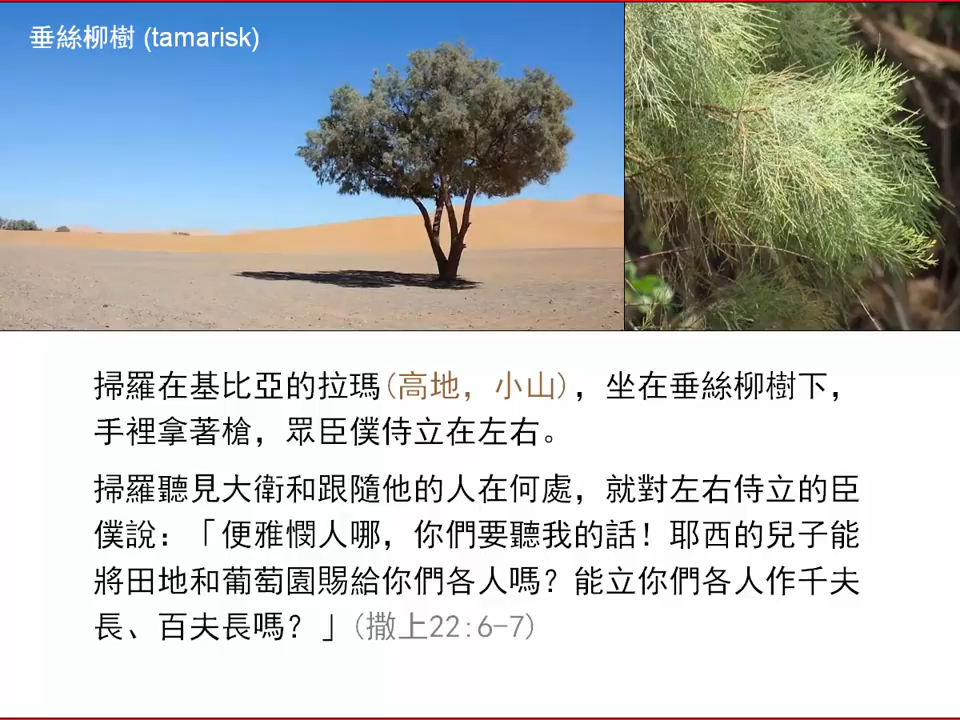 垂絲柳樹 (tamarisk)
掃羅在基比亞的拉瑪(高地，小山)，坐在垂絲柳樹下，
手裡拿著槍，眾臣僕侍立在左右。
掃羅聽見大衛和跟隨他的人在何處，就對左右侍立的臣
僕說：「便雅憫人哪，你們要聽我的話！耶西的兒子能
將田地和葡萄園賜給你們各人嗎？能立你們各人作千夫
長、百夫長嗎？」(撒上22:6-7)